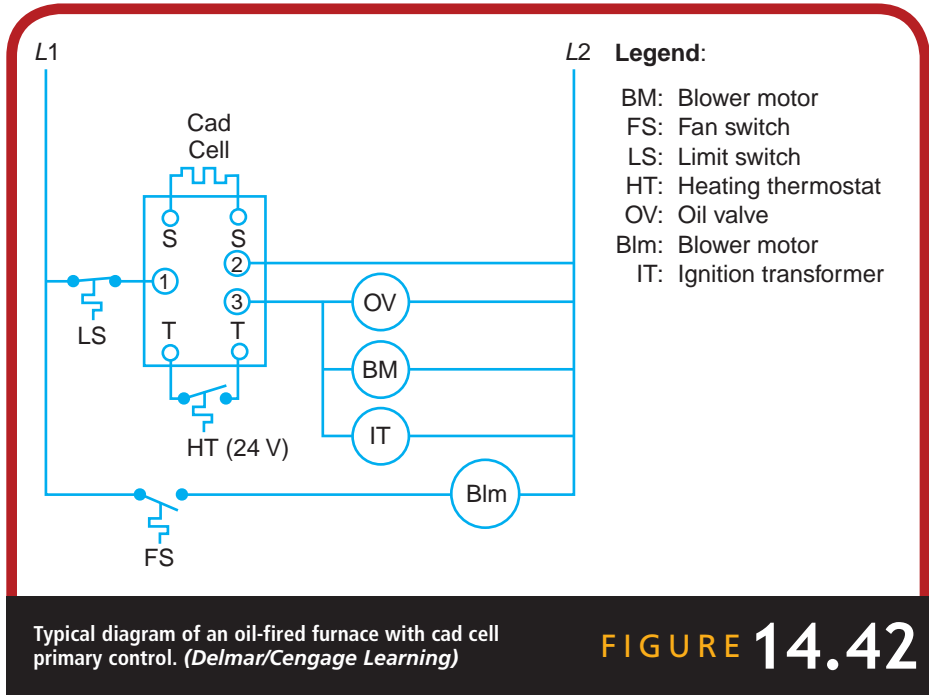 L1
L2 Legend:
BM: Blower motor
FS: Fan switch
LS: Limit switch
HT: Heating thermostat
OV: Oil valve
Blm: Blower motor
IT: Ignition transformer
Cad
Cell
S S
2
1
3
OV
LS
T T
BM
HT (24 V)
IT
Blm
FS
Typical diagram of an oil-fired furnace with cad cell
primary control. (Delmar/Cengage Learning)
FIGURE 14.42